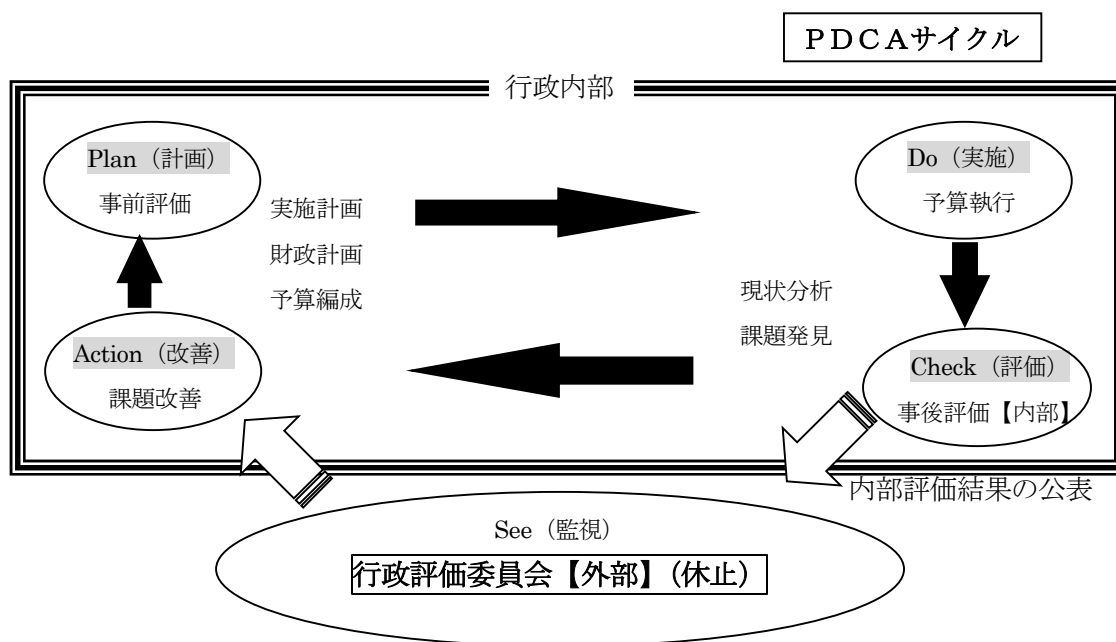 ＰＤＣＡサイクル
行政内部
Plan（計画）
事前評価
実施計画
財政計画
予算編成
Do（実施）
予算執行
現状分析
課題発見
Action（改善）
課題改善
Check（評価）
事後評価【内部】
内部評価結果の公表
See（監視）
行政評価委員会【外部】（休止）